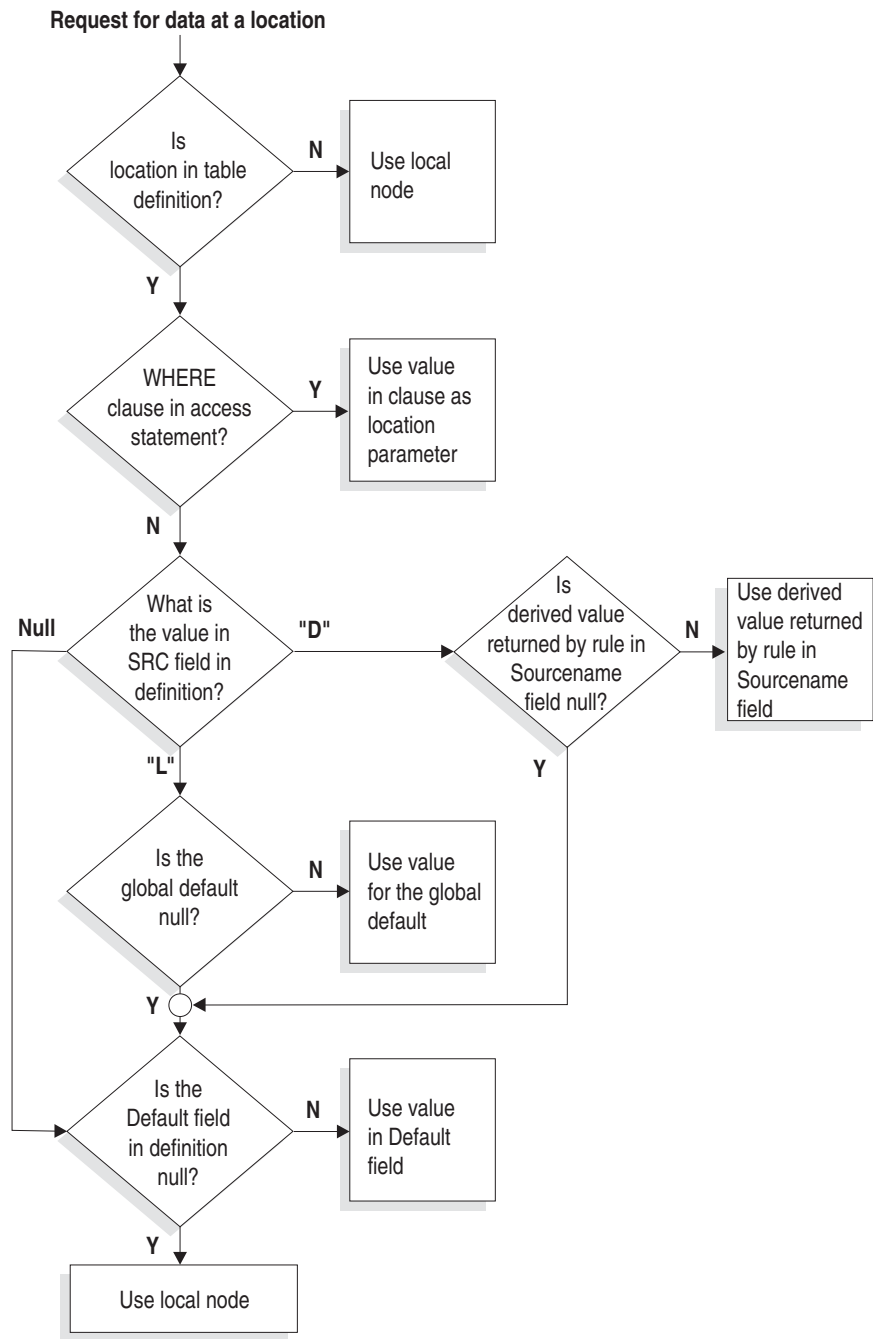 Request for data at a location
Is
location in table
definition?
N
Use local
node
Y
WHERE
clause in access
statement?
Y
Use value
in clause as
location
parameter
N
What is
the value in
SRC field in
definition?
Null
"D"
Is
derived value
returned by rule in
Sourcename
field null?
N
Use derived
value returned
by rule in
Sourcename
field
"L"
Y
Is the
global default
null?
N
Use value
for the global
default
Y
Is the
Default field
in definition
null?
N
Use value
in Default
field
Y
Use local node